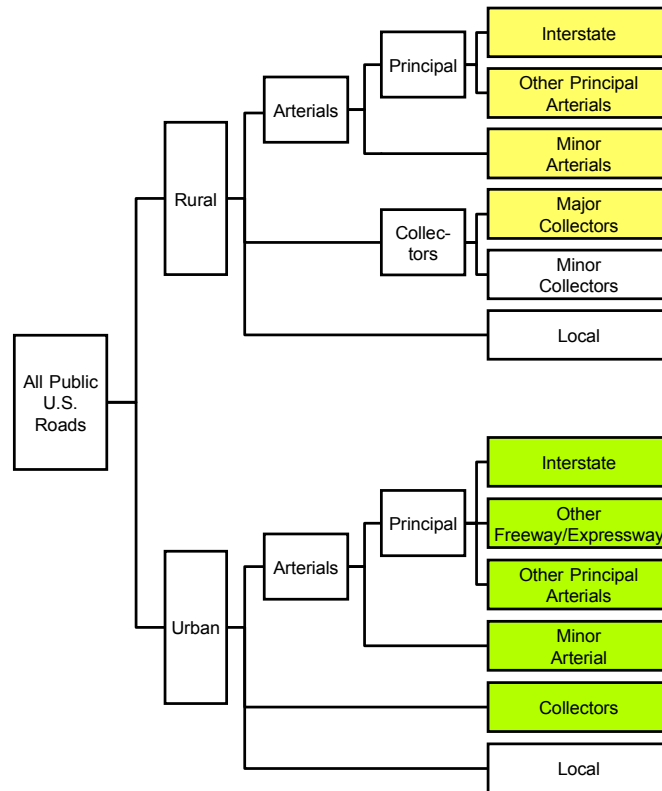 All Public
U.S.
Roads
Rural
Arterials
Principal
Interstate
Other Principal
Arterials
Minor
Arterials
Collec-
tors
Major
Collectors
Minor
Collectors
Local
Urban
Arterials
Principal
Interstate
Other
Freeway/Expressway
Other Principal
Arterials
Minor
Arterial
Collectors
Local